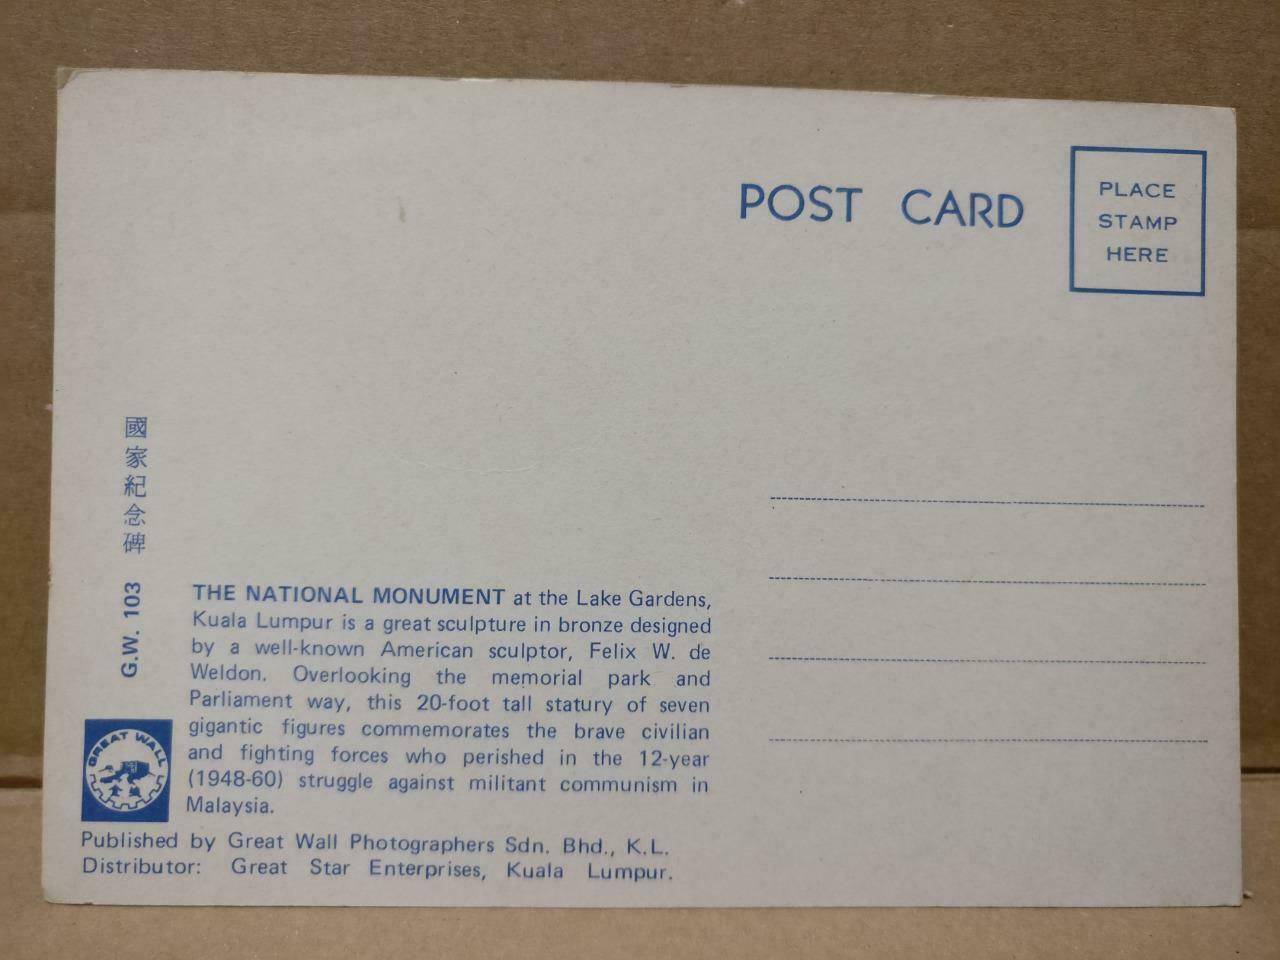 POST CARD
PLACE
STAMP
HERE
國家紀念碑
G.W. 103
THE NATIONAL MONUMENT at the Lake Gardens,
Kuala Lumpur is a great sculpture in bronze designed
by a well-known American sculptor, Felix W. de
Weldon. Overlooking the memorial park and
Parliament way, this 20-foot tall statury of seven
gigantic figures commemorates the brave civilian
and fighting forces who perished in the 12-year
(1948-60) struggle against militant communism in
Malaysia.
GREAT WALL
Published by Great Wall Photographers Sdn. Bhd., K.L.
Distributor: Great Star Enterprises, Kuala Lumpur.